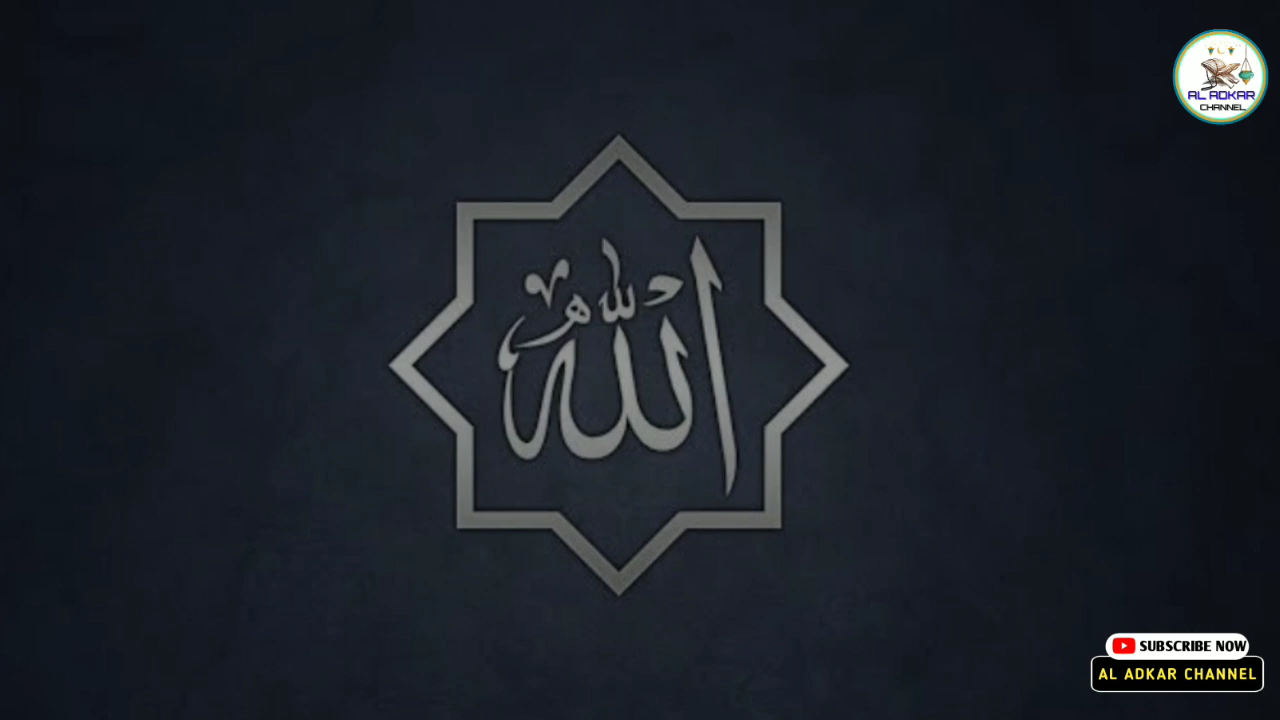 AL ADKAR
CHANNEL
الله
SUBSCRIBE NOW
AL ADKAR CHANNEL